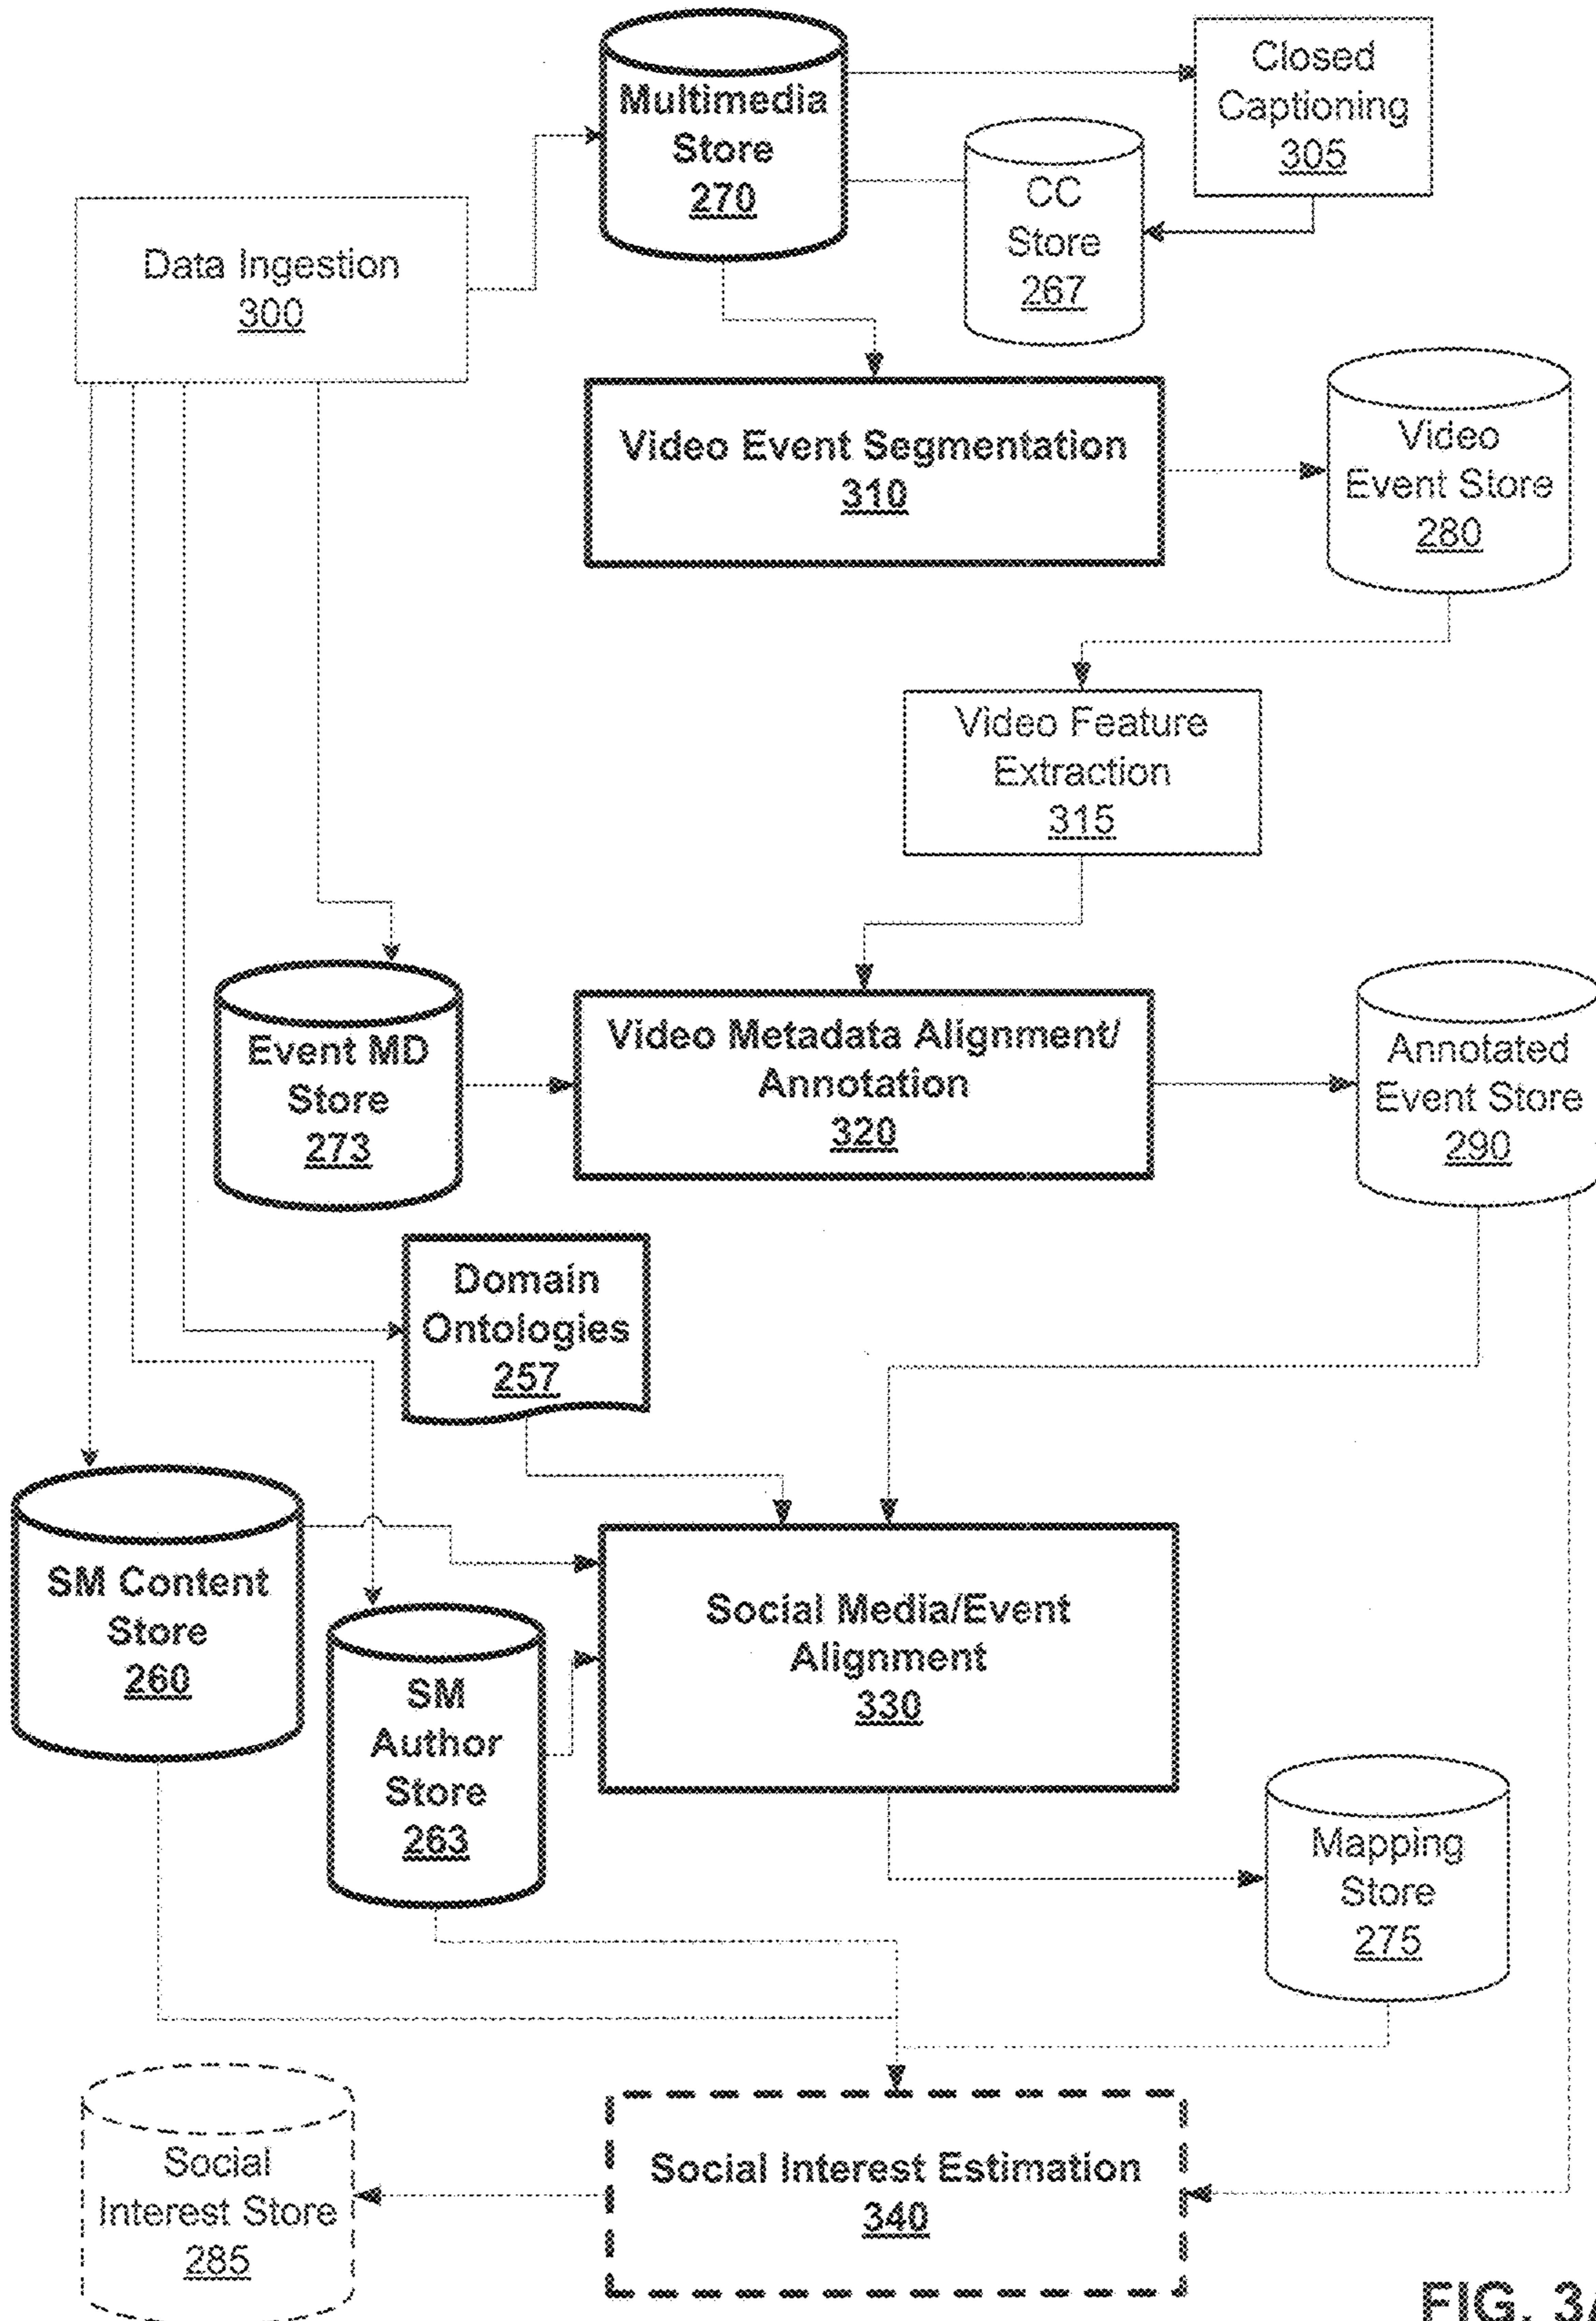 Multimedia
Store
270
Closed
Captioning
305
CC
Store
267
Data Ingestion
300
Video Event Segmentation
310
Video
Event Store
280
Video Feature
Extraction
315
Event MD
Store
273
Video Metadata Alignment/
Annotation
320
Annotated
Event Store
290
Domain
Ontologies
257
SM Content
Store
260
SM
Author
Store
263
Social Media/Event
Alignment
330
Mapping
Store
275
Social
Interest Store
285
Social Interest Estimation
340
FIG. 3A